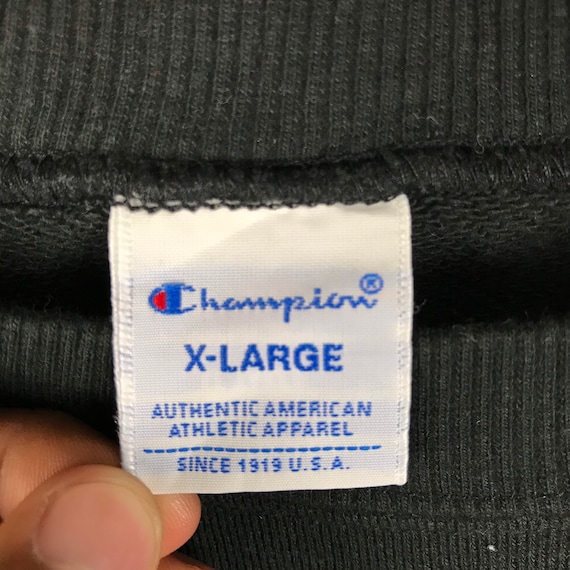 Champion®
X-LARGE
AUTHENTIC AMERICAN
ATHLETIC APPAREL
SINCE 1919 U.S.A.